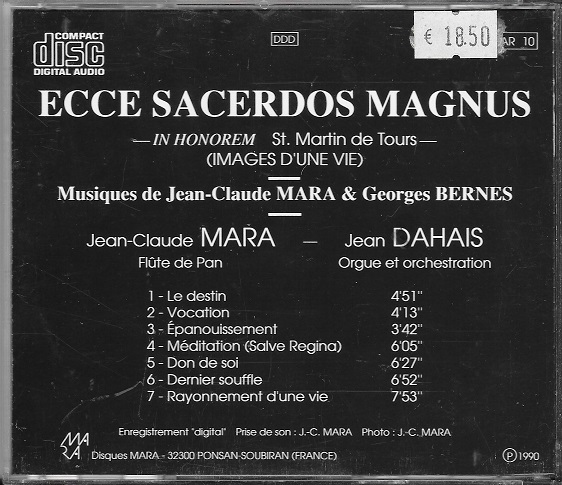 COMPACT
disc
DIGITAL AUDIO
DDD
€ 18.50
AR 10
ECCE SACERDOS MAGNUS
— IN HONOREM St. Martin de Tours —
(IMAGES D'UNE VIE)
Musiques de Jean-Claude MARA & Georges BERNES
Jean-Claude MARA — Jean DAHAIS
Flûte de Pan Orgue et orchestration
1 - Le destin 4'51"
2 - Vocation 4'13"
3 - Épanouissement 3'42"
4 - Méditation (Salve Regina) 6'05"
5 - Don de soi 6'27"
6 - Dernier souffle 6'52"
7 - Rayonnement d'une vie 7'53"
Enregistrement "digital" Prise de son : J.-C. MARA Photo : J.-C. MARA
MARA
Disques MARA - 32300 PONSAN-SOUBIRAN (FRANCE)
℗ 1990